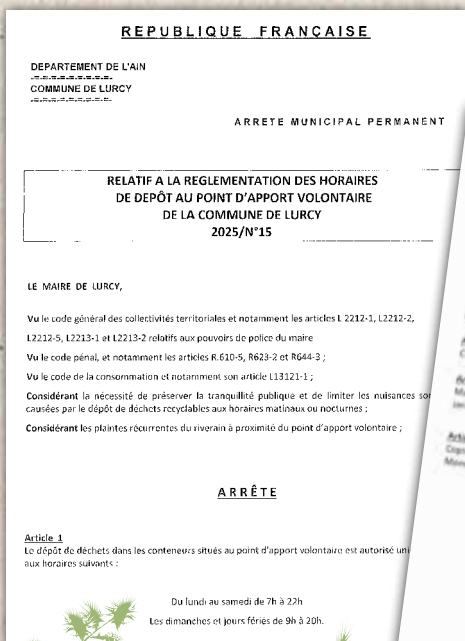 REPUBLIQUE FRANÇAISE
DEPARTEMENT DE L'AIN
COMMUNE DE LURCY
ARRETE MUNICIPAL PERMANENT
RELATIF A LA REGLEMENTATION DES HORAIRES
DE DEPÔT AU POINT D'APPORT VOLONTAIRE
DE LA COMMUNE DE LURCY
2025/N°15
LE MAIRE DE LURCY,
Vu le code général des collectivités territoriales et notamment les articles L 2212-1, L2212-2,
L2212-5, L2213-1 et L2213-2 relatifs aux pouvoirs de police du maire
Vu le code pénal, et notamment les articles R.610-5, R623-2 et R644-3 ;
Vu le code de la consommation et notamment son article L13121-1 ;
Considérant la nécessité de préserver la tranquillité publique et de limiter les nuisances
causées par le dépôt de déchets recyclables aux horaires matinaux ou nocturnes ;
Considérant les plaintes récurrentes du riverain à proximité du point d'apport volontaire ;
ARRÊTE
Article 1
Le dépôt de déchets dans les conteneurs situés au point d'apport volontaire est autorisé
aux horaires suivants :
Du lundi au samedi de 7h à 22h
Les dimanches et jours fériés de 9h à 20h.